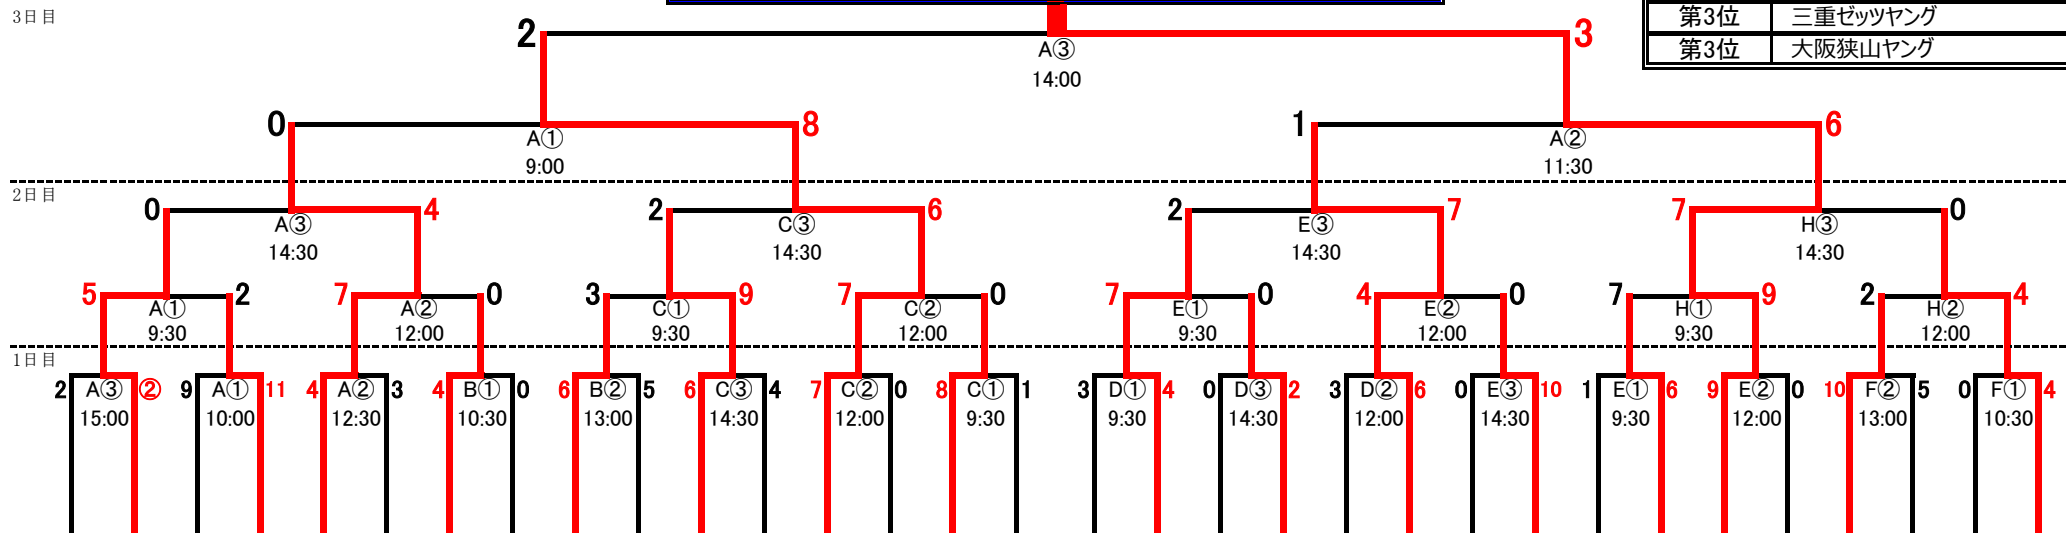 3日目
第3位 三重ゼッツヤング
2 3
A③
第3位 大阪狭山ヤング
14:00
0 8 1 6
A① A②
9:00 11:30
2日目
0 4 2 6 2 7 7 0
A③ C③ E③ H③
14:30 14:30 14:30 14:30
5 2 7 0 3 9 7 0 7 0 4 0 7 9 2 4
A① A② C① C② E① E② H① H②
9:30 12:00 9:30 12:00 9:30 12:00 9:30 12:00
1日目
2 A③ ② 9 A① 11 4 A② 3 4 B① 0 6 B② 5 6 C③ 4 7 C② 0 8 C① 1 3 D① 4 0 D③ 2 3 D② 6 0 E③ 10 1 E① 6 9 E② 0 10 F② 5 0 F① 4
15:00 10:00 12:30 10:30 13:00 14:30 12:00 9:30 9:30 14:30 12:00 14:30 9:30 12:00 13:00 10:30